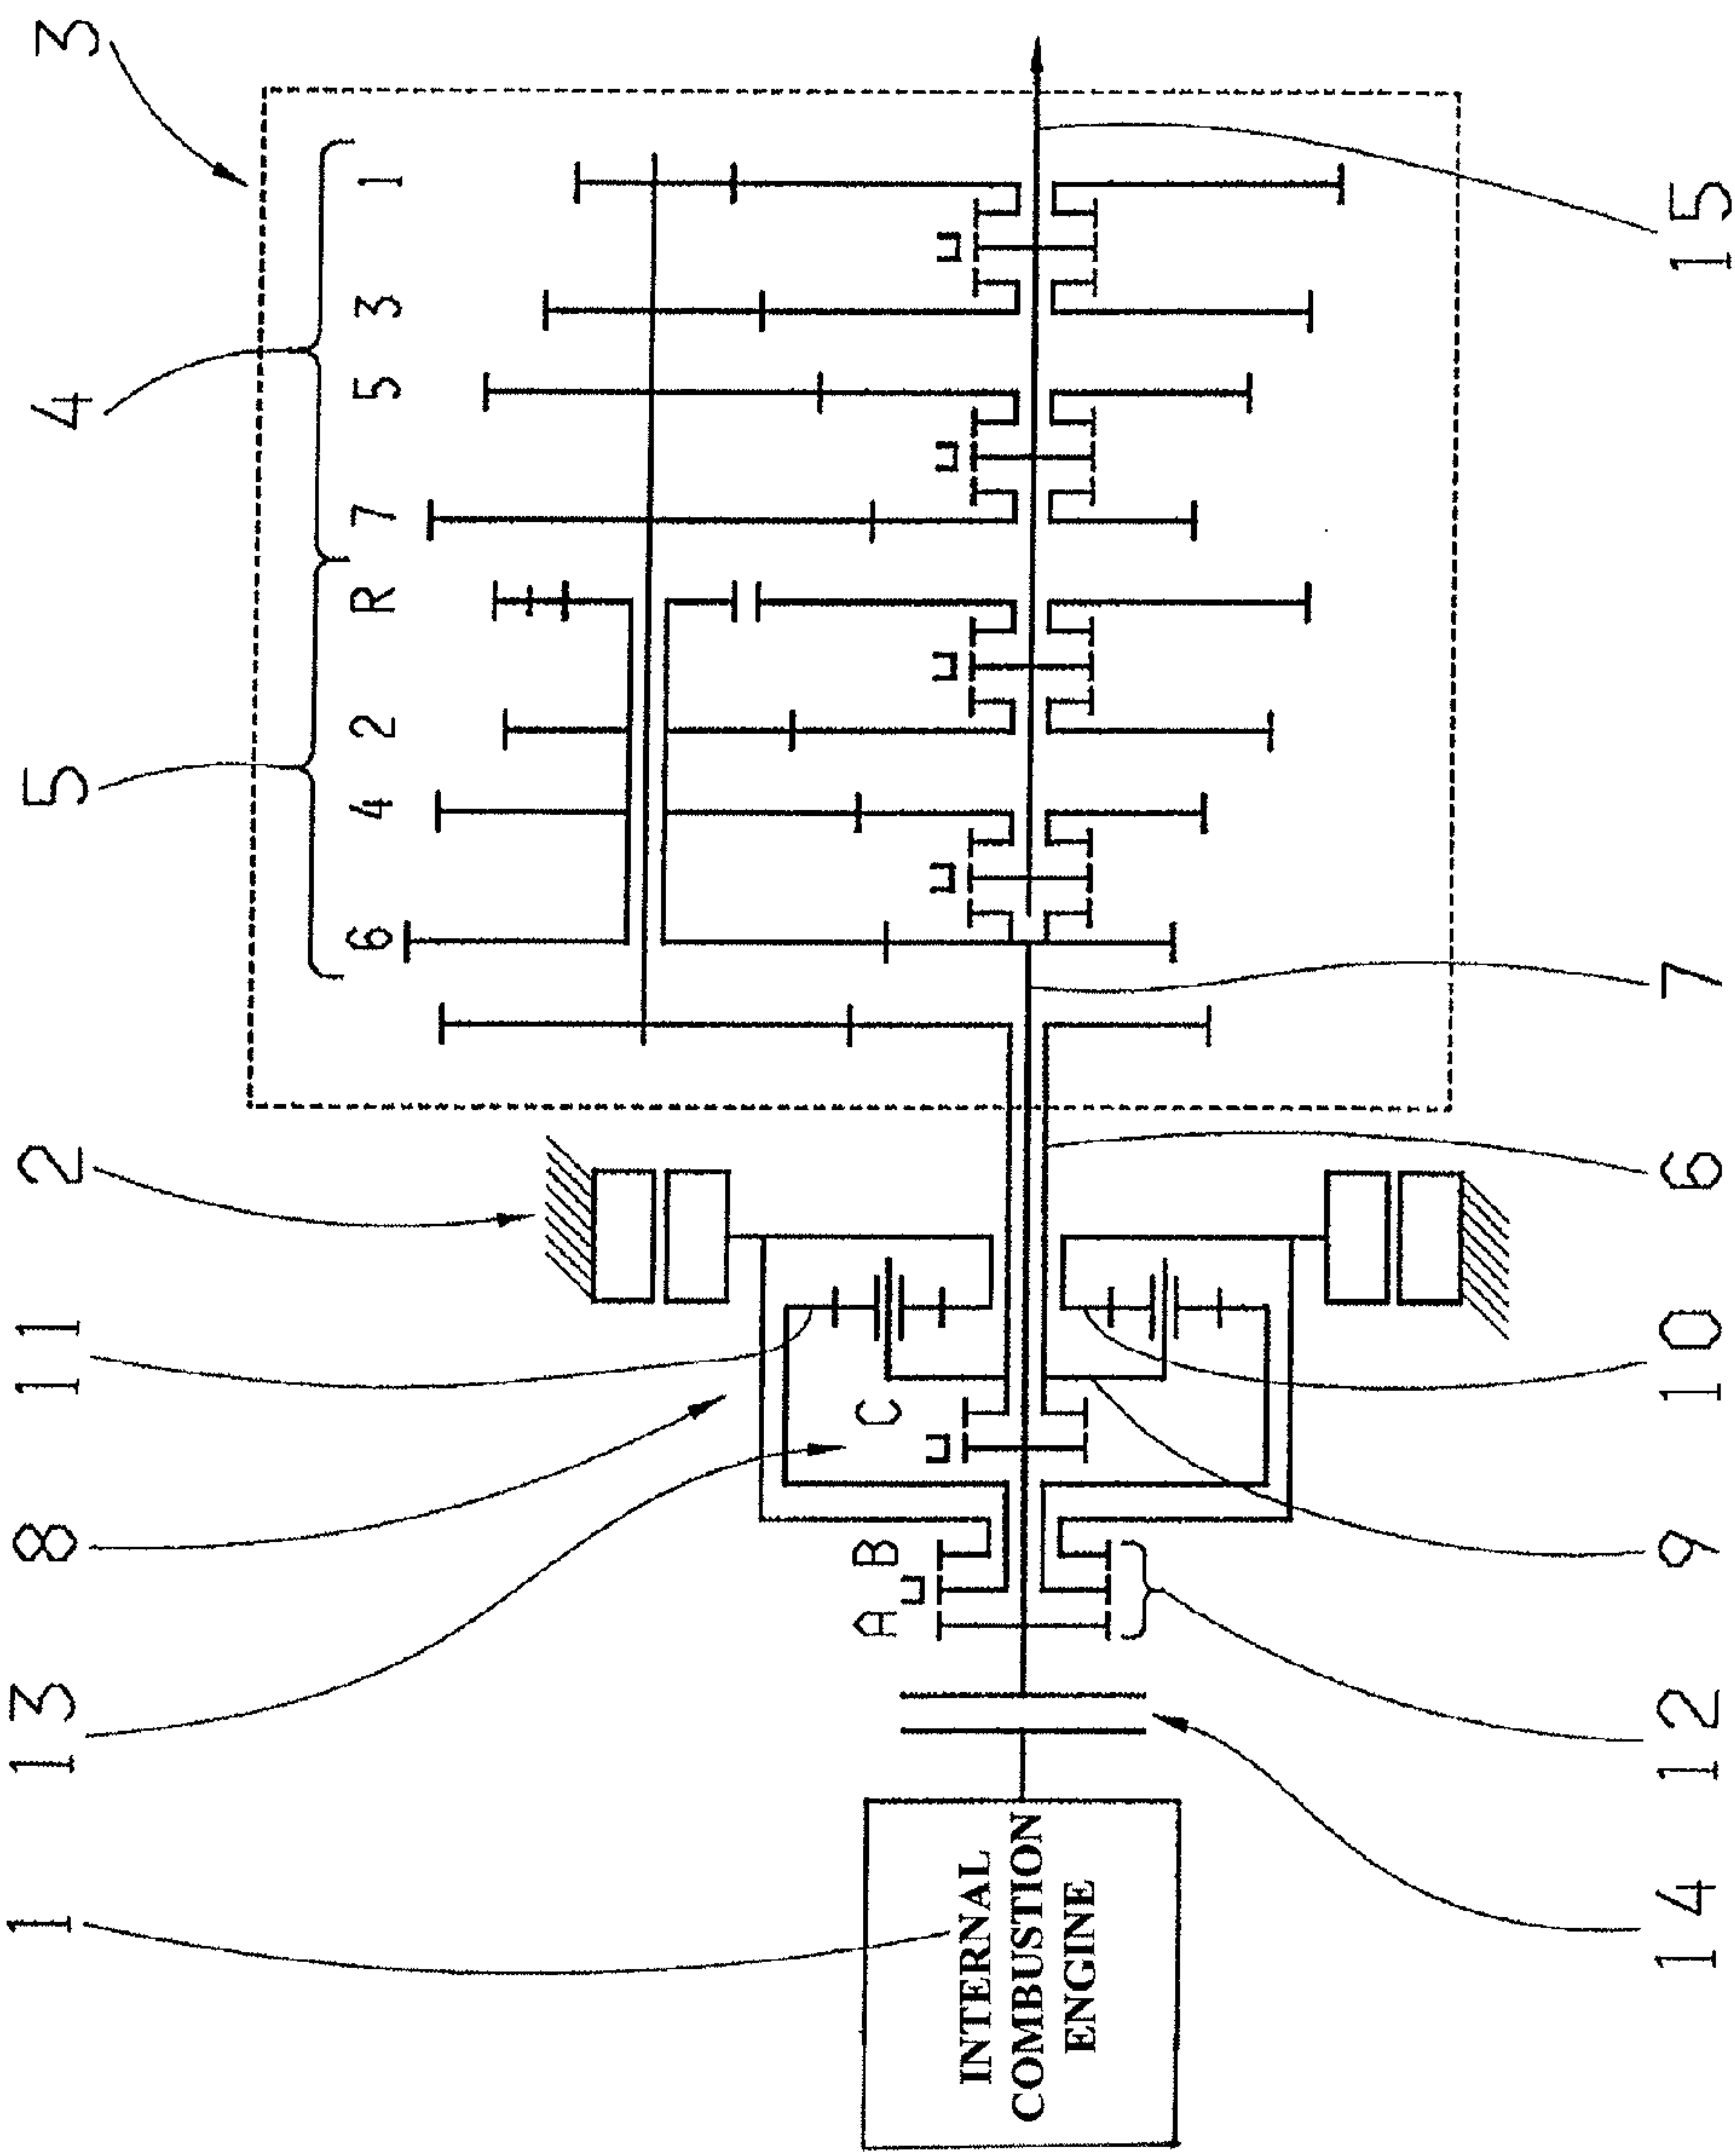 1 13 8 11 2 5 4 3
6 4 2 R 7 5 3 1
A B C
INTERNAL
COMBUSTION
ENGINE
14 12 9 10 6 7 15